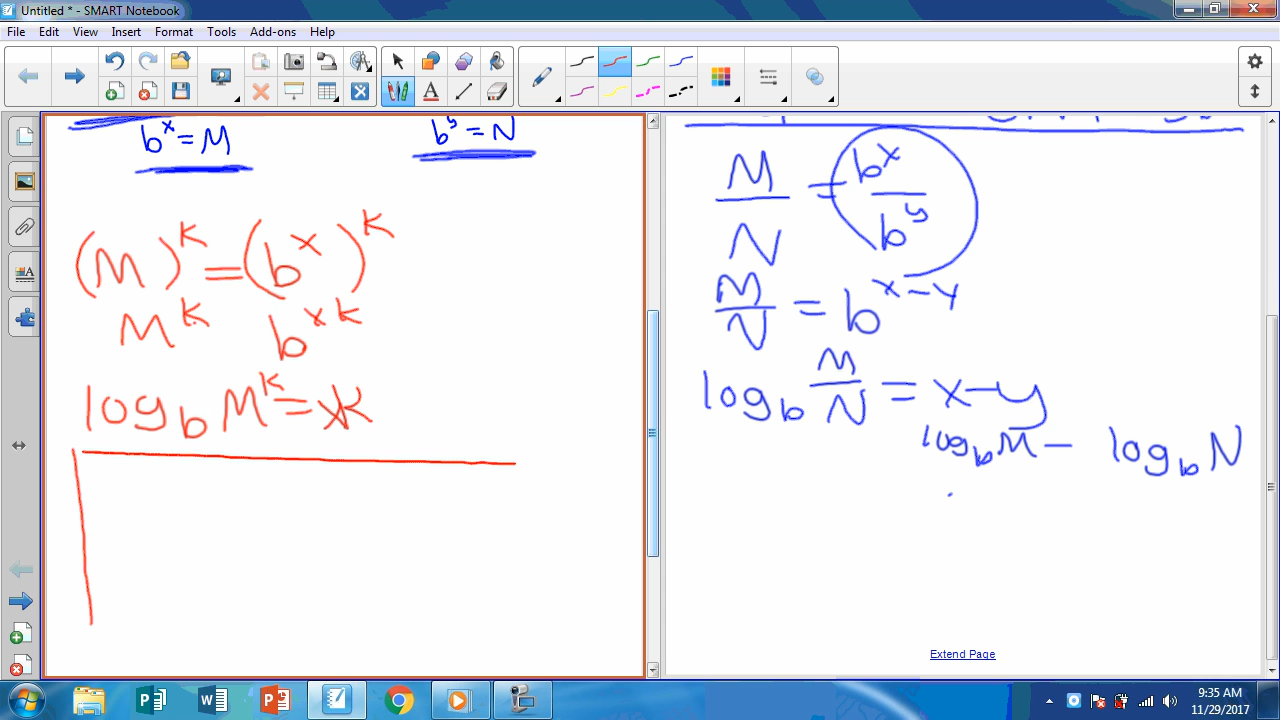 Untitled * - SMART Notebook
File Edit View Insert Format Tools Add-ons Help
b^x = M
b^y = N
(M)^k = (b^x)^k
M^k b^xk
log_b M^k = xk
M/N = b^x/b^y
M/N = b^x-y
log_b M/N = x-y
log_b M - log_b N
Extend Page
9:35 AM
11/29/2017